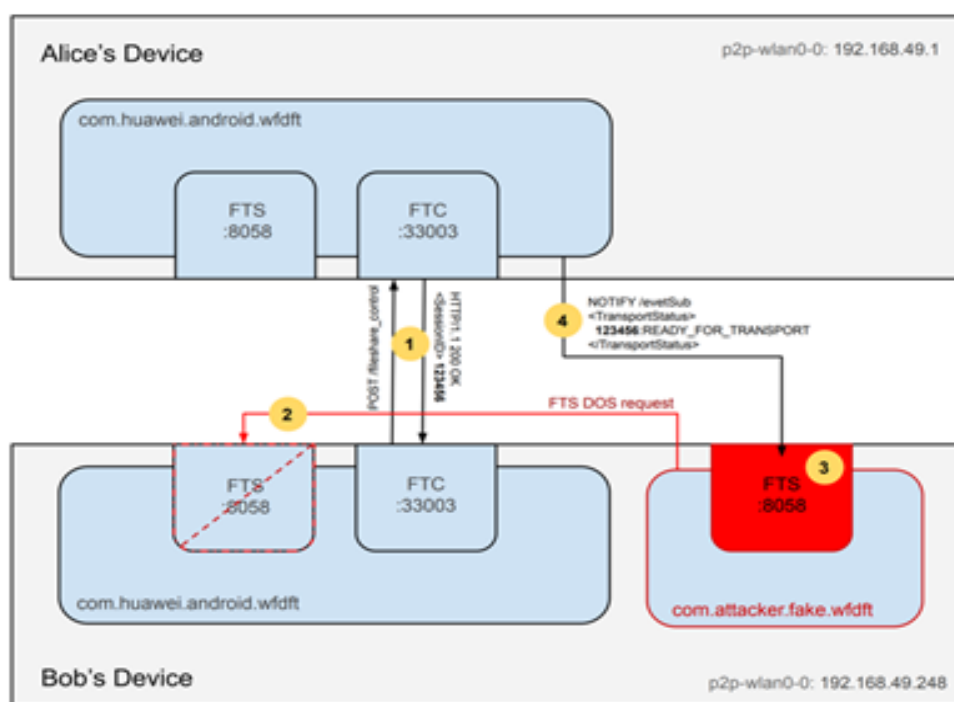 Alice's Device
p2p-wlan0-0: 192.168.49.1
com.huawei.android.wfdft
FTS
:8058
FTC
:33003
POST /fileshare_control
1
HTTP/1.1 200 OK
<SessionID> 123456
4
NOTIFY /evetSub
<TransportStatus>
123456:READY_FOR_TRANSPORT
</TransportStatus>
2
FTS DOS request
FTS
:8058
FTC
:33003
3
FTS
:8058
com.huawei.android.wfdft
com.attacker.fake.wfdft
Bob's Device
p2p-wlan0-0: 192.168.49.248